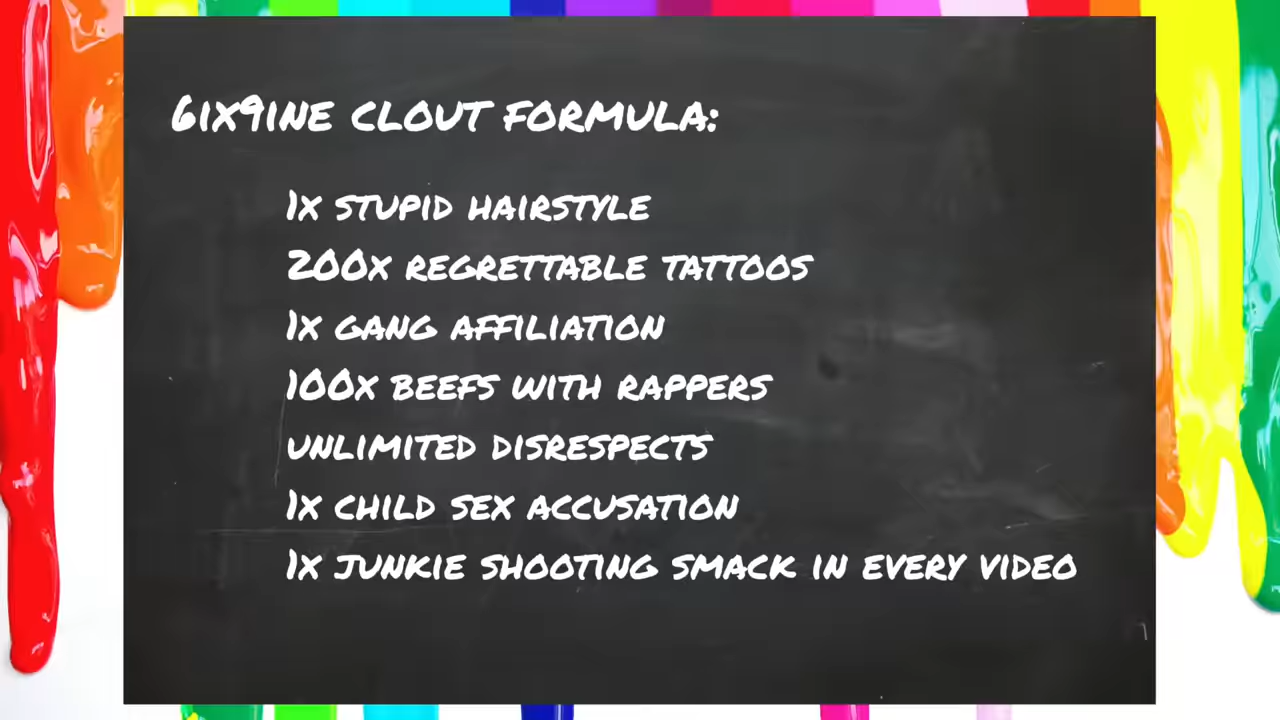 6IX9INE CLOUT FORMULA:
1X STUPID HAIRSTYLE
200X REGRETTABLE TATTOOS
1X GANG AFFILIATION
100X BEEFS WITH RAPPERS
UNLIMITED DISRESPECTS
1X CHILD SEX ACCUSATION
1X JUNKIE SHOOTING SMACK IN EVERY VIDEO